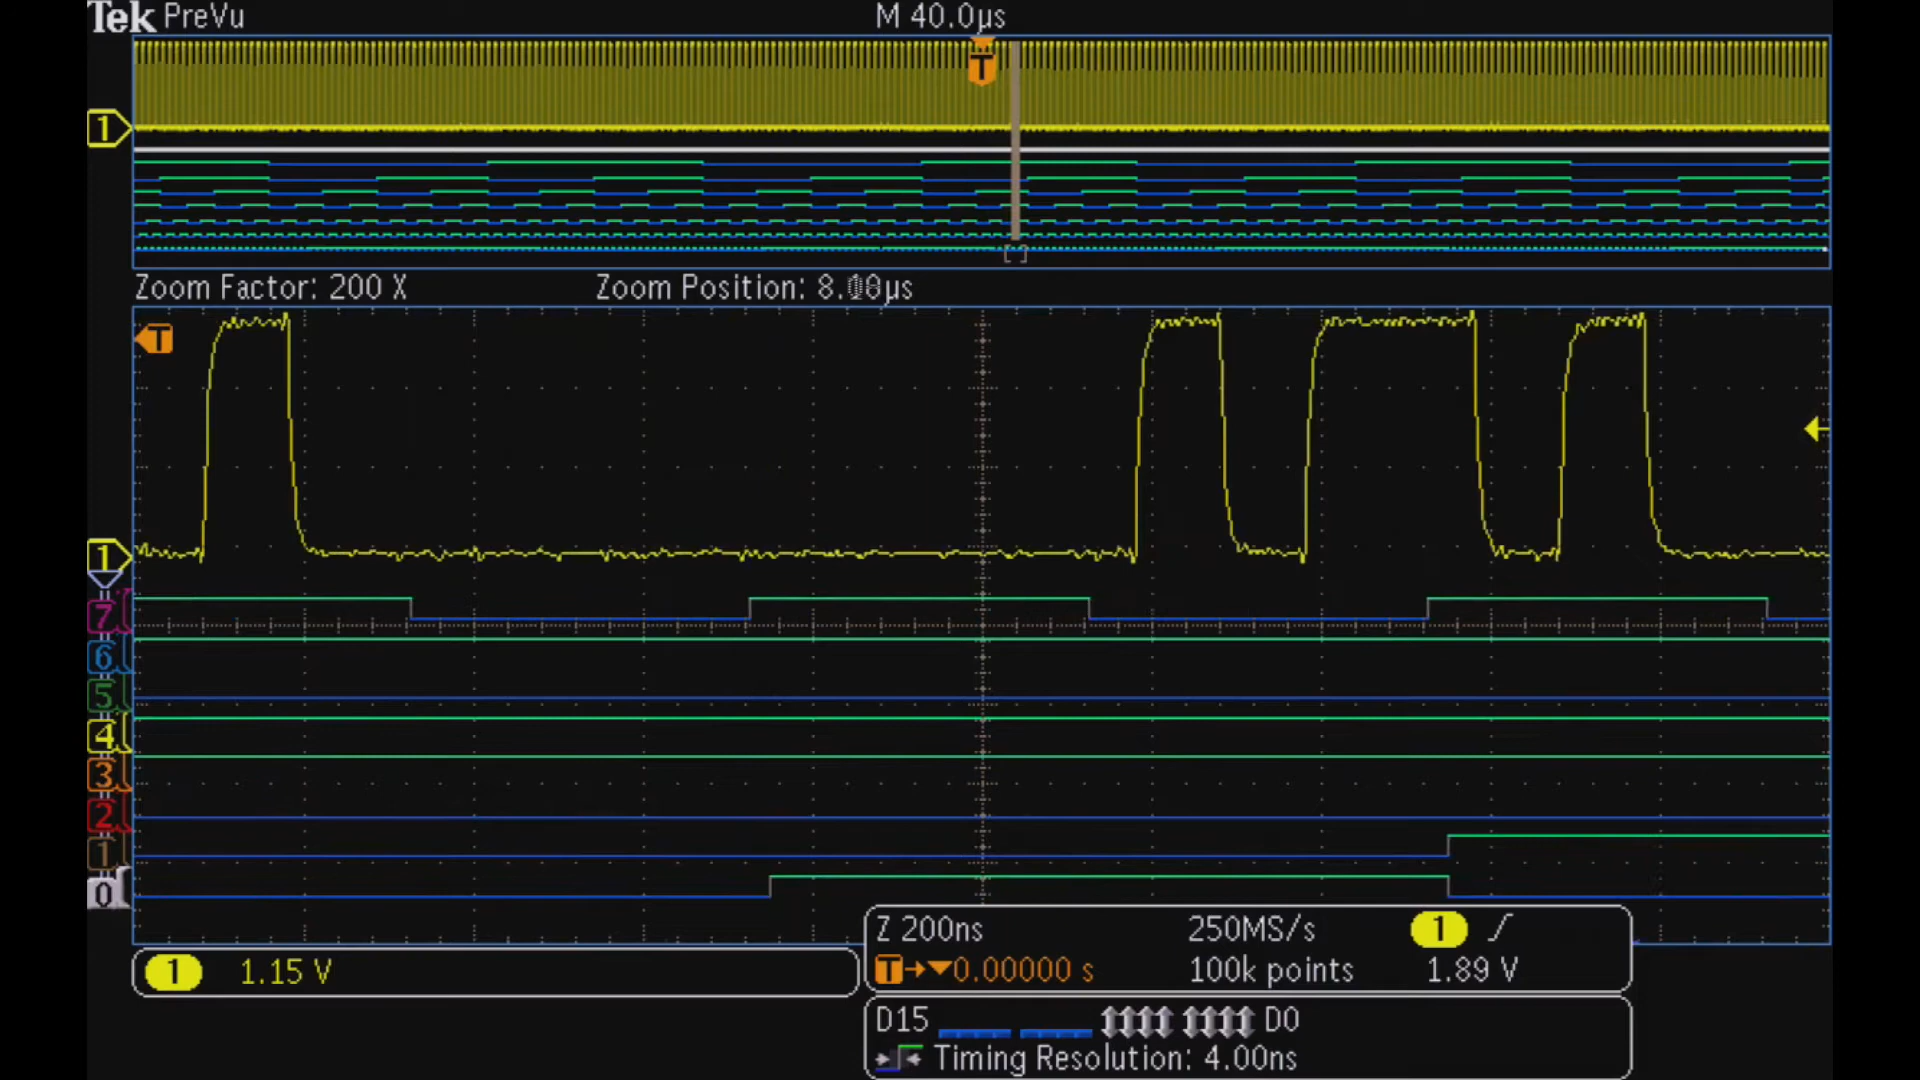 Tek PreVu M 40.0µs
T
1
Zoom Factor: 200 X Zoom Position: 8.08µs
T
1
7
6
5
4
3
2
1
0
Z 200ns 250MS/s 1
T 0.00000 s 100k points 1.89 V
1 1.15 V
D15 D0
Timing Resolution: 4.00ns